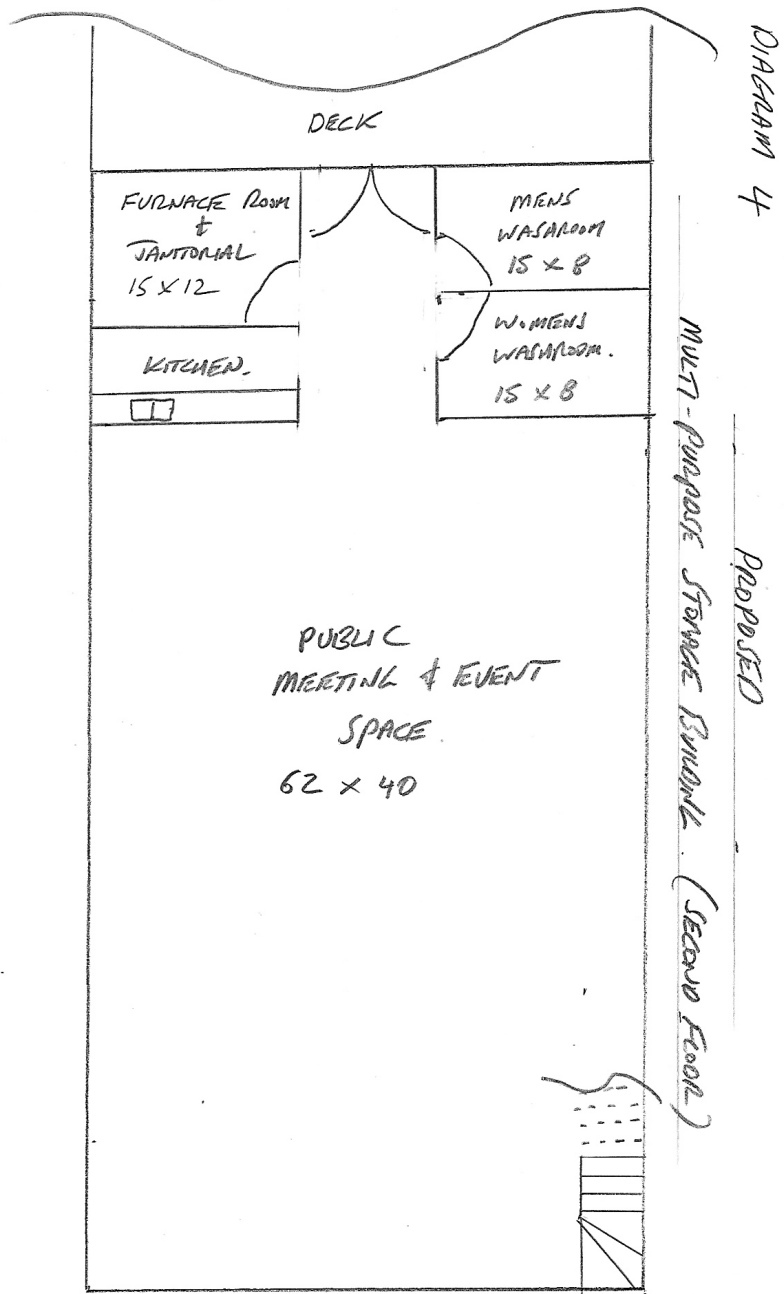 DIAGRAM 4
PROPOSED
MULTI-PURPOSE STORAGE BUILDING. (SECOND FLOOR)
DECK
FURNACE ROOM
&
JANITORIAL
15 X 12
MENS
WASHROOM
15 X 8
WOMENS
WASHROOM.
15 X 8
KITCHEN.
PUBLIC
MEETING & EVENT
SPACE
62 X 40